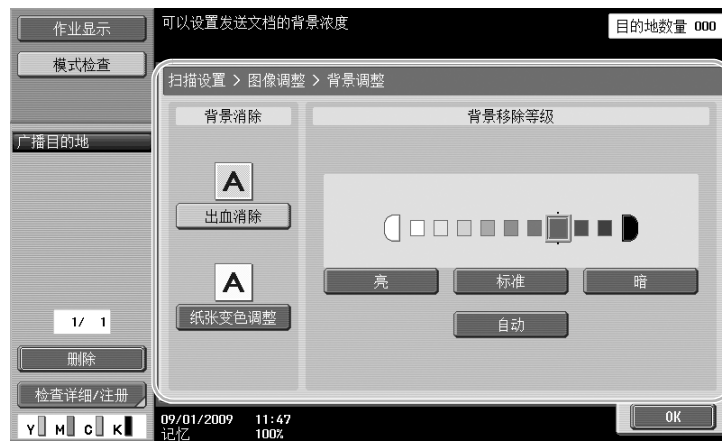 作业显示
可以设置发送文档的背景浓度
目的地数量 000
模式检查
扫描设置 > 图像调整 > 背景调整
背景消除
背景移除等级
广播目的地
A
出血消除
A
纸张变色调整
亮
标准
暗
自动
1/ 1
删除
检查详细/注册
Y M C K
09/01/2009 11:47
记忆 100%
OK